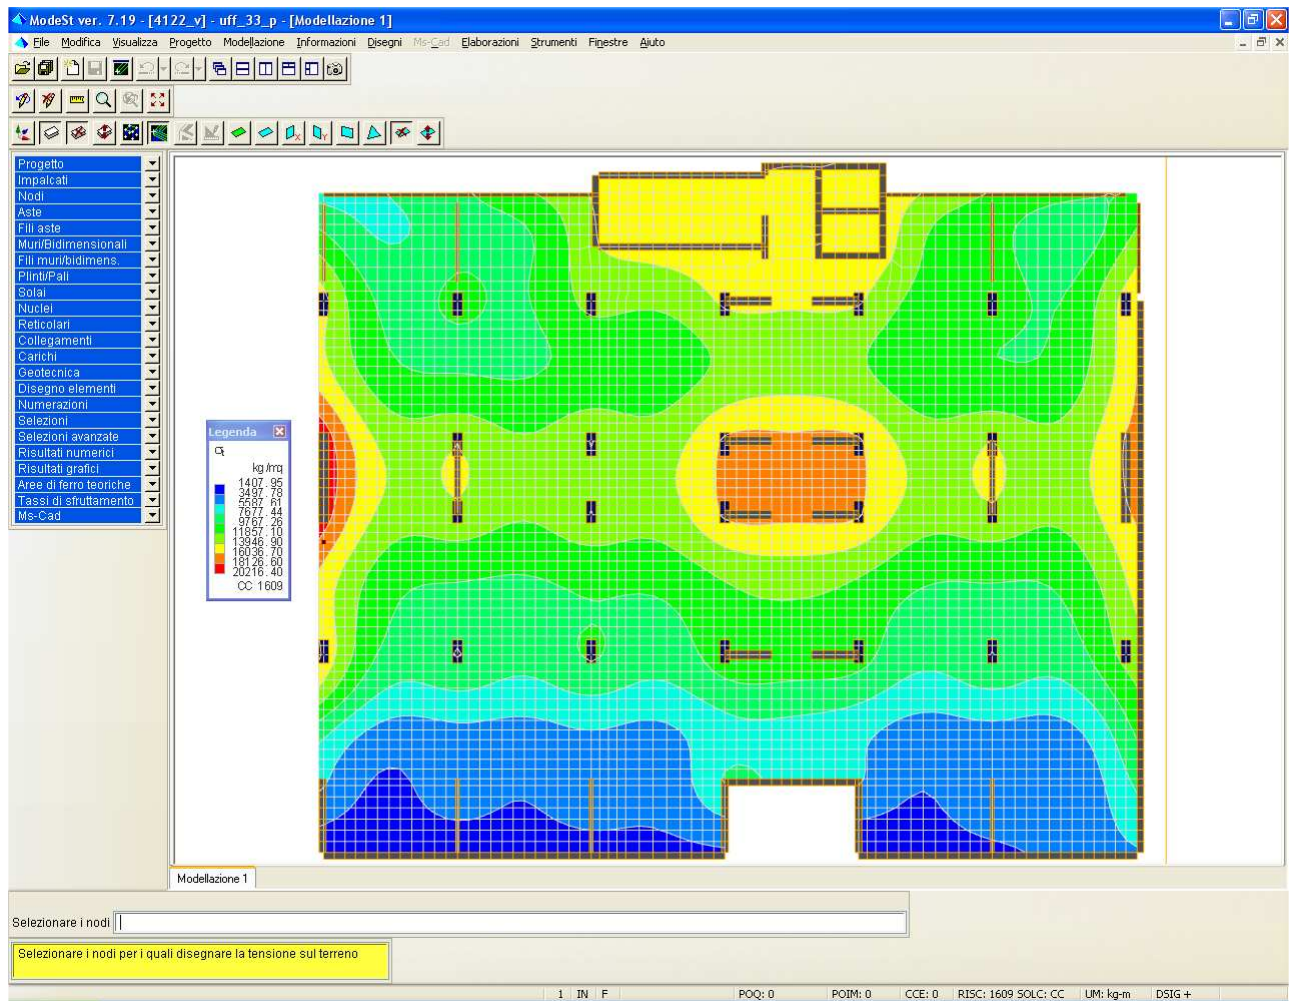 ModeSt ver. 7.19 - [4122_v] - uff_33_p - [Modellazione 1]
File Modifica Visualizza Progetto Modellazione Informazioni Disegni Ms-Cad Elaborazioni Strumenti Finestre Aiuto
Progetto
Impalcati
Nodi
Aste
Fili aste
Muri/Bidimensionali
Fili muri/bidimens.
Plinti/Pali
Solai
Nuclei
Reticolari
Collegamenti
Carichi
Geotecnica
Disegno elementi
Numerazioni
Selezioni
Selezioni avanzate
Risultati numerici
Risultati grafici
Aree di ferro teoriche
Tassi di sfruttamento
Ms-Cad
Legenda
σt
kg/mq
1407.95
3497.78
5587.61
7677.44
9767.26
11857.10
13946.90
16036.70
18126.60
20216.40
CC 1609
Modellazione 1
Selezionare i nodi
Selezionare i nodi per i quali disegnare la tensione sul terreno
1 IN F POQ: 0 POIM: 0 CCE: 0 RISC: 1609 SOLC: CC UM: kg-m DSIG +